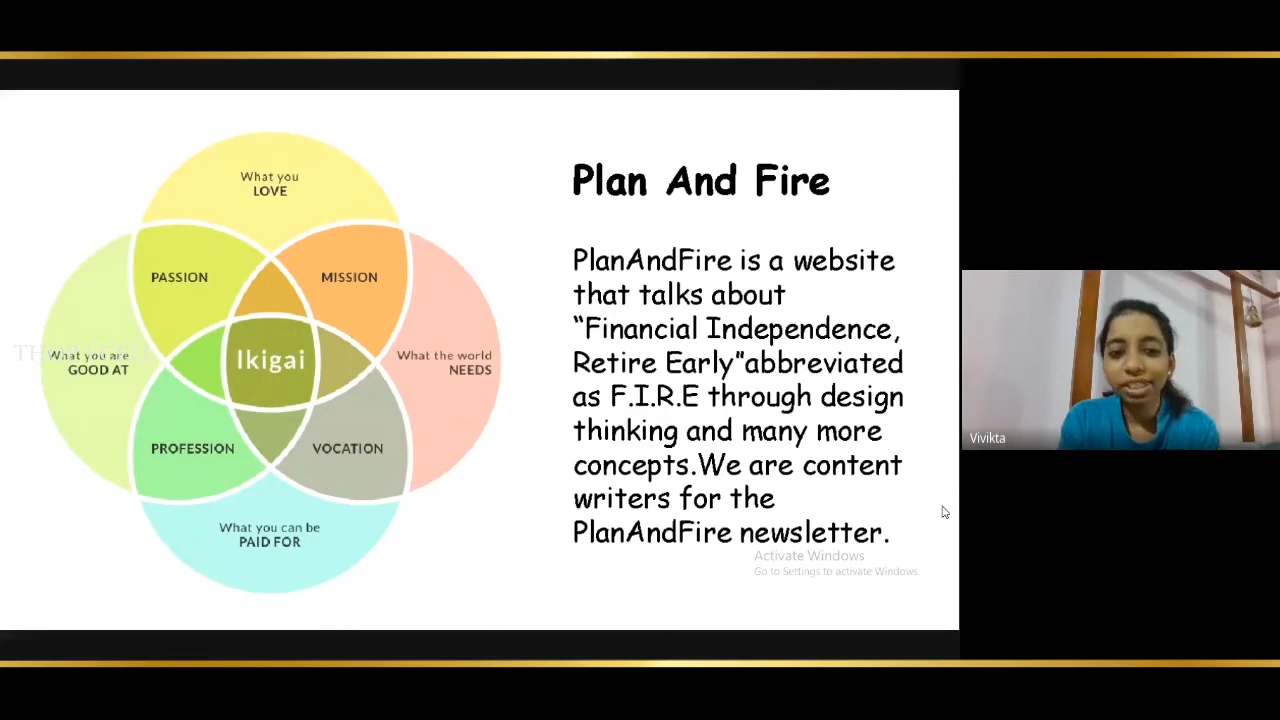 What you
LOVE
PASSION
MISSION
What you are
GOOD AT
Ikigai
What the world
NEEDS
PROFESSION
VOCATION
What you can be
PAID FOR
Plan And Fire
PlanAndFire is a website
that talks about
“Financial Independence,
Retire Early”abbreviated
as F.I.R.E through design
thinking and many more
concepts.We are content
writers for the
PlanAndFire newsletter.
Activate Windows
Go to Settings to activate Windows.
Vivikta